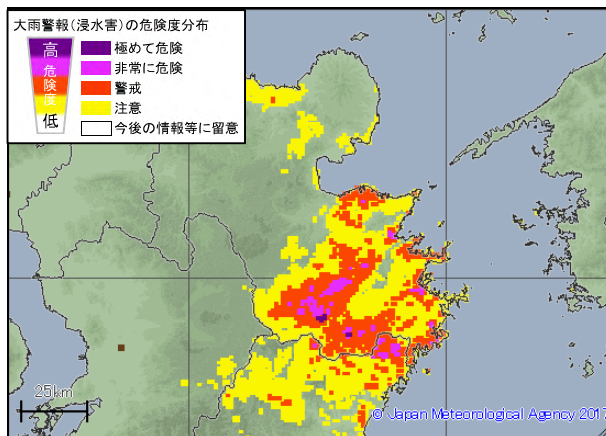 大雨警報(浸水害)の危険度分布
高
危険度
低
極めて危険
非常に危険
警戒
注意
今後の情報等に留意
25km
© Japan Meteorological Agency 2017